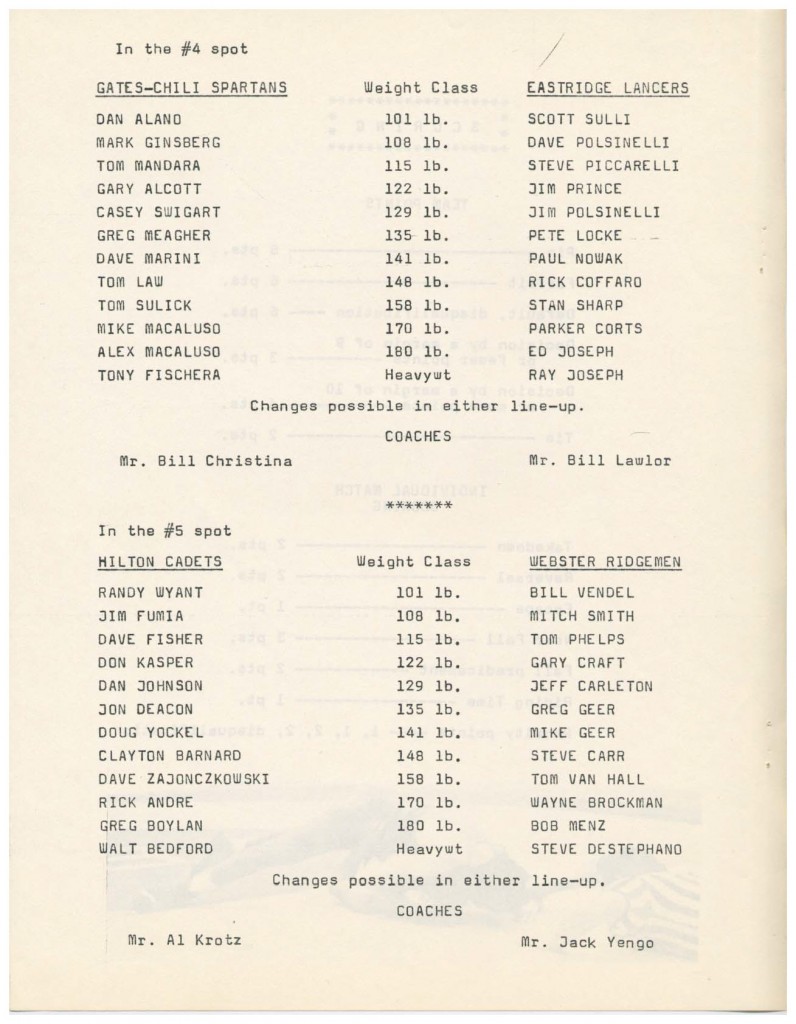 In the #4 spot
GATES-CHILI SPARTANS Weight Class EASTRIDGE LANCERS
DAN ALANO 101 lb. SCOTT SULLI
MARK GINSBERG 108 lb. DAVE POLSINELLI
TOM MANDARA 115 lb. STEVE PICCARELLI
GARY ALCOTT 122 lb. JIM PRINCE
CASEY SWIGART 129 lb. JIM POLSINELLI
GREG MEAGHER 135 lb. PETE LOCKE
DAVE MARINI 141 lb. PAUL NOWAK
TOM LAW 148 lb. RICK COFFARO
TOM SULICK 158 lb. STAN SHARP
MIKE MACALUSO 170 lb. PARKER CORTS
ALEX MACALUSO 180 lb. ED JOSEPH
TONY FISCHERA Heavywt RAY JOSEPH
Changes possible in either line-up.
COACHES
Mr. Bill Christina Mr. Bill Lawlor
*******
In the #5 spot
HILTON CADETS Weight Class WEBSTER RIDGEMEN
RANDY WYANT 101 lb. BILL VENDEL
JIM FUMIA 108 lb. MITCH SMITH
DAVE FISHER 115 lb. TOM PHELPS
DON KASPER 122 lb. GARY CRAFT
DAN JOHNSON 129 lb. JEFF CARLETON
JON DEACON 135 lb. GREG GEER
DOUG YOCKEL 141 lb. MIKE GEER
CLAYTON BARNARD 148 lb. STEVE CARR
DAVE ZAJONCZKOWSKI 158 lb. TOM VAN HALL
RICK ANDRE 170 lb. WAYNE BROCKMAN
GREG BOYLAN 180 lb. BOB MENZ
WALT BEDFORD Heavywt STEVE DESTEPHANO
Changes possible in either line-up.
COACHES
Mr. Al Krotz Mr. Jack Yengo